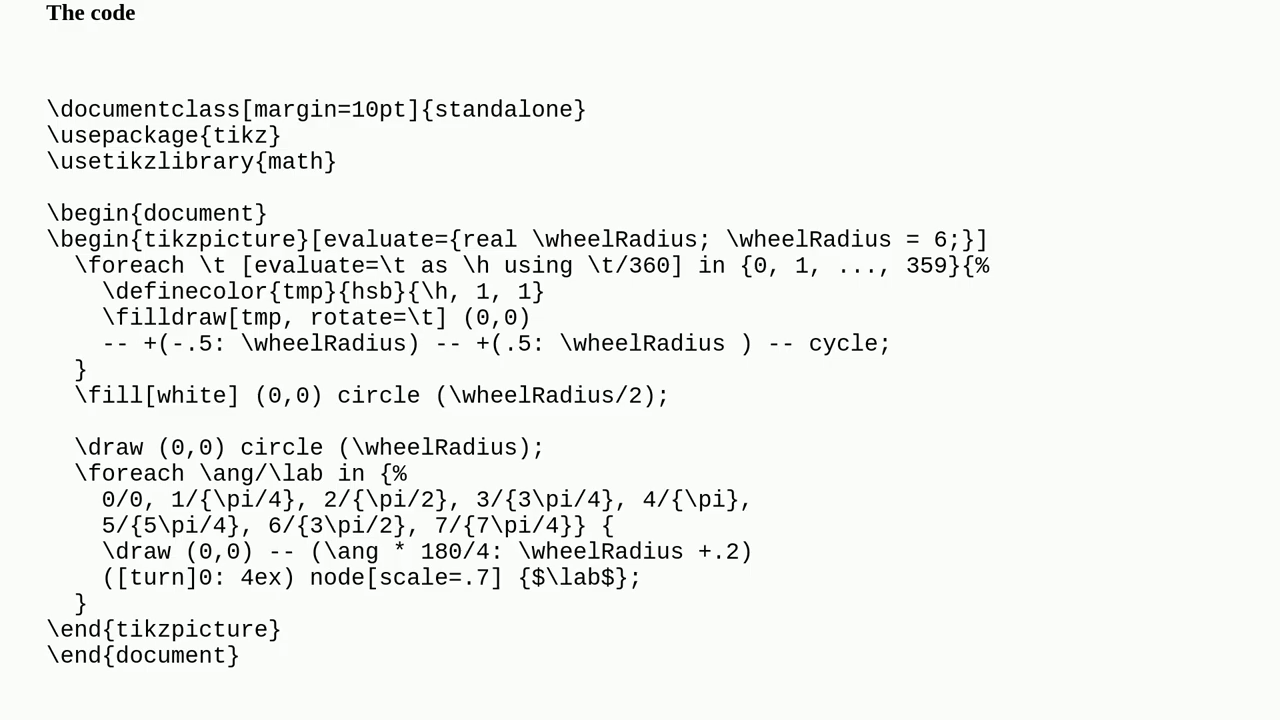 The code
\documentclass[margin=10pt]{standalone}
\usepackage{tikz}
\usetikzlibrary{math}
\begin{document}
\begin{tikzpicture}[evaluate={real \wheelRadius; \wheelRadius = 6;}]
  \foreach \t [evaluate=\t as \h using \t/360] in {0, 1, ..., 359}{%
    \definecolor{tmp}{hsb}{\h, 1, 1}
    \filldraw[tmp, rotate=\t] (0,0)
    -- +(-.5: \wheelRadius) -- +(.5: \wheelRadius ) -- cycle;
  }
  \fill[white] (0,0) circle (\wheelRadius/2);
  \draw (0,0) circle (\wheelRadius);
  \foreach \ang/\lab in {%
    0/0, 1/{\pi/4}, 2/{\pi/2}, 3/{3\pi/4}, 4/{\pi},
    5/{5\pi/4}, 6/{3\pi/2}, 7/{7\pi/4}} {
    \draw (0,0) -- (\ang * 180/4: \wheelRadius +.2)
    ([turn]0: 4ex) node[scale=.7] {$\lab$};
  }
\end{tikzpicture}
\end{document}